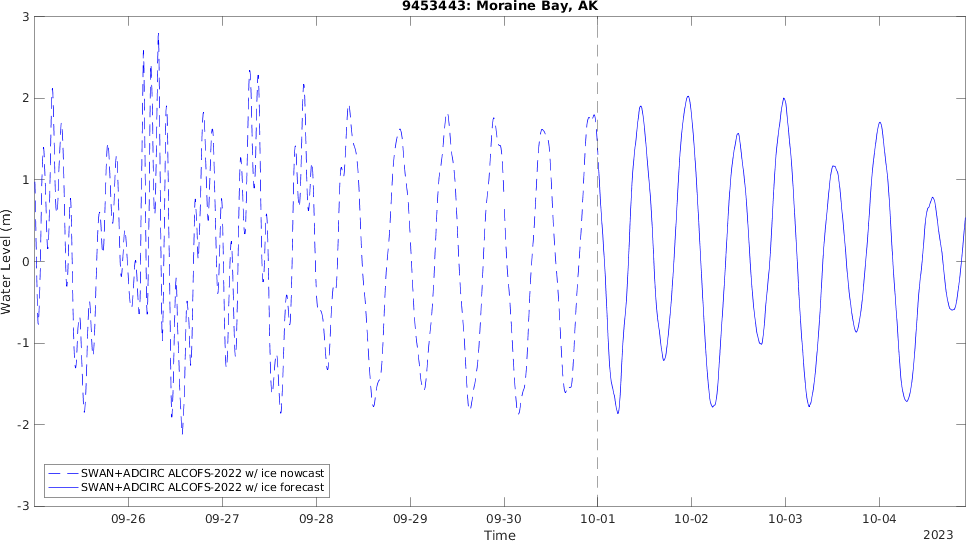 9453443: Moraine Bay, AK
3
2
1
0
-1
-2
-3
Water Level (m)
SWAN+ADCIRC ALCOFS-2022 w/ ice nowcast
SWAN+ADCIRC ALCOFS-2022 w/ ice forecast
09-26 09-27 09-28 09-29 09-30 10-01 10-02 10-03 10-04
Time
2023